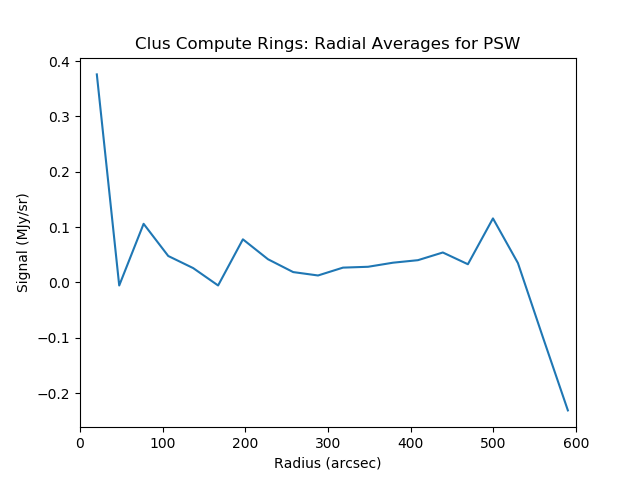 Clus Compute Rings: Radial Averages for PSW
0.4
0.3
0.2
0.1
0.0
−0.1
−0.2
Signal (MJy/sr)
0 100 200 300 400 500 600
Radius (arcsec)